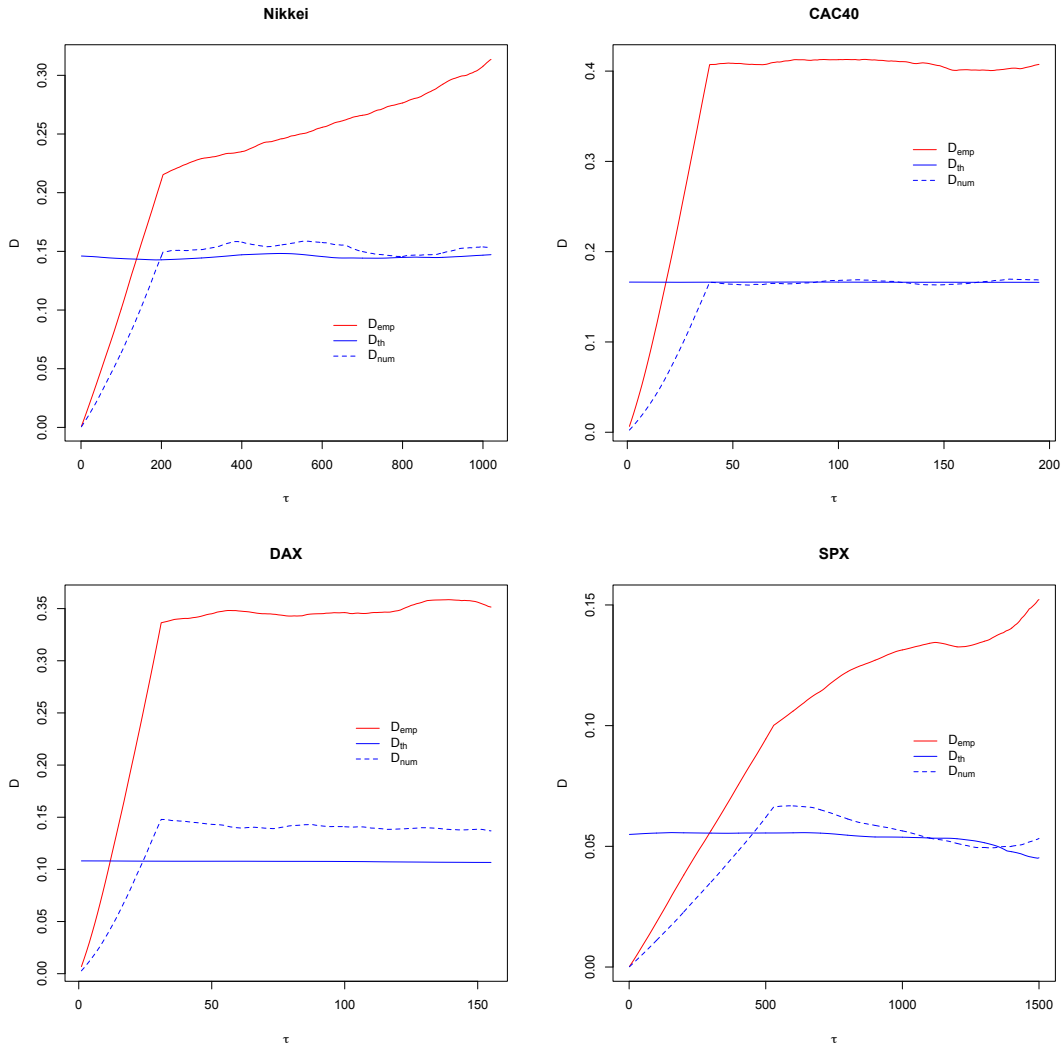 Nikkei
D
0.30
0.25
0.20
0.15
0.10
0.05
0.00
D_emp
D_th
D_num
0 200 400 600 800 1000
τ
CAC40
D
0.4
0.3
0.2
0.1
0.0
D_emp
D_th
D_num
0 50 100 150 200
τ
DAX
D
0.35
0.30
0.25
0.20
0.15
0.10
0.05
0.00
D_emp
D_th
D_num
0 50 100 150
τ
SPX
D
0.15
0.10
0.05
0.00
D_emp
D_th
D_num
0 500 1000 1500
τ